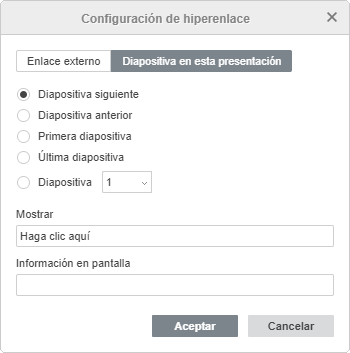 Configuración de hiperenlace
Enlace externo Diapositiva en esta presentación
Diapositiva siguiente
Diapositiva anterior
Primera diapositiva
Última diapositiva
Diapositiva 1
Mostrar
Haga clic aquí
Información en pantalla
Aceptar Cancelar